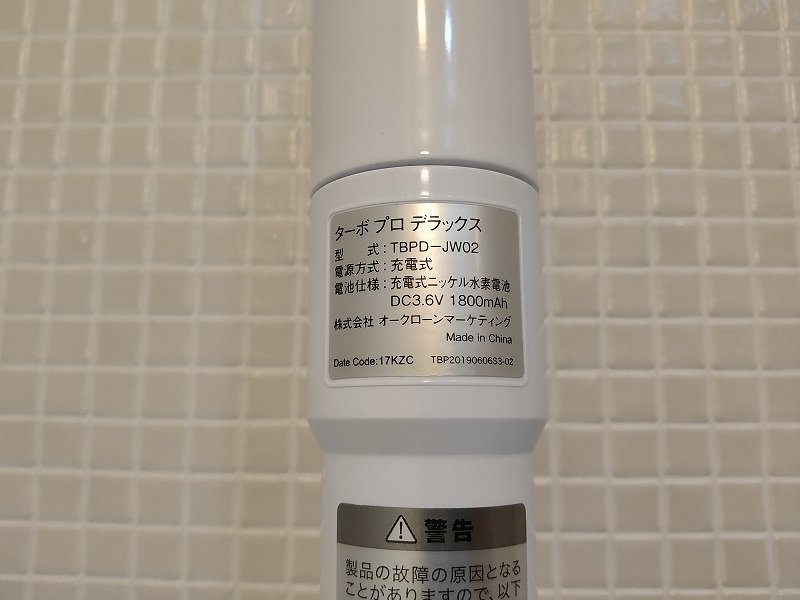 ターボ プロ デラックス
型　式：TBPD-JW02
電源方式：充電式
電池仕様：充電式ニッケル水素電池
DC3.6V 1800mAh
株式会社 オークローンマーケティング
Made in China
Date Code:17KZC TBP20190606S3-02
警告
製品の故障の原因となる
ことがありますので、以下